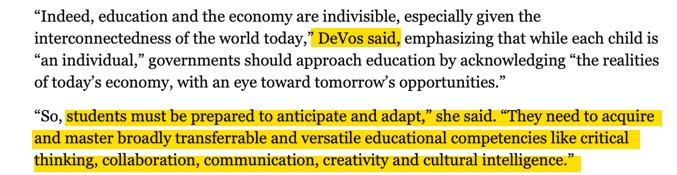 “Indeed, education and the economy are indivisible, especially given the
interconnectedness of the world today,” DeVos said, emphasizing that while each child is
“an individual,” governments should approach education by acknowledging “the realities
of today’s economy, with an eye toward tomorrow’s opportunities.”
“So, students must be prepared to anticipate and adapt,” she said. “They need to acquire
and master broadly transferrable and versatile educational competencies like critical
thinking, collaboration, communication, creativity and cultural intelligence.”